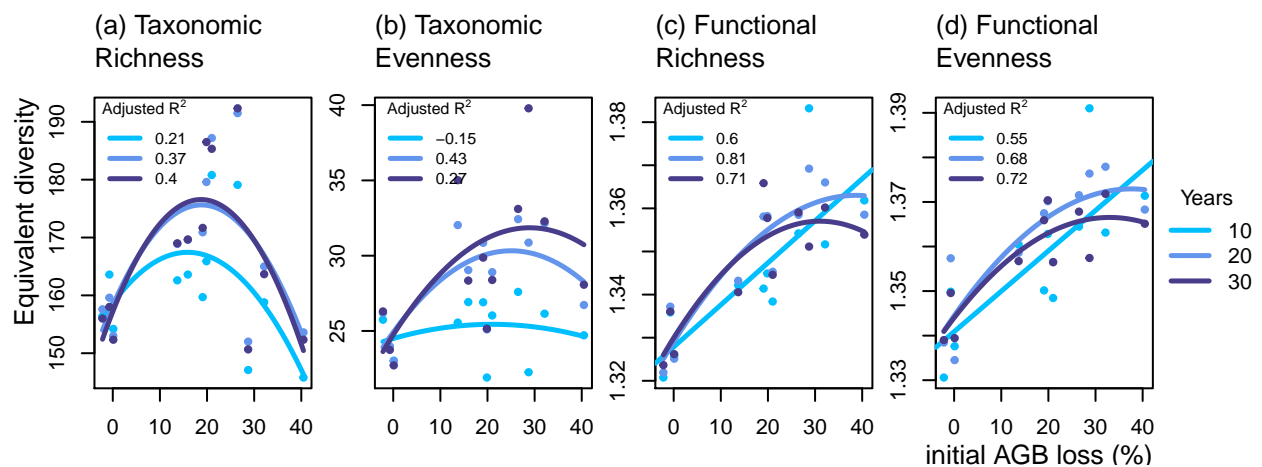 (a) Taxonomic
Richness
(b) Taxonomic
Evenness
(c) Functional
Richness
(d) Functional
Evenness
Equivalent diversity
Adjusted R²
0.21
0.37
0.4
150 160 170 180 190
0 10 20 30 40
Adjusted R²
−0.15
0.43
0.27
25 30 35 40
0 10 20 30 40
Adjusted R²
0.6
0.81
0.71
1.32 1.34 1.36 1.38
0 10 20 30 40
Adjusted R²
0.55
0.68
0.72
1.33 1.35 1.37 1.39
0 10 20 30 40
initial AGB loss (%)
Years
10
20
30